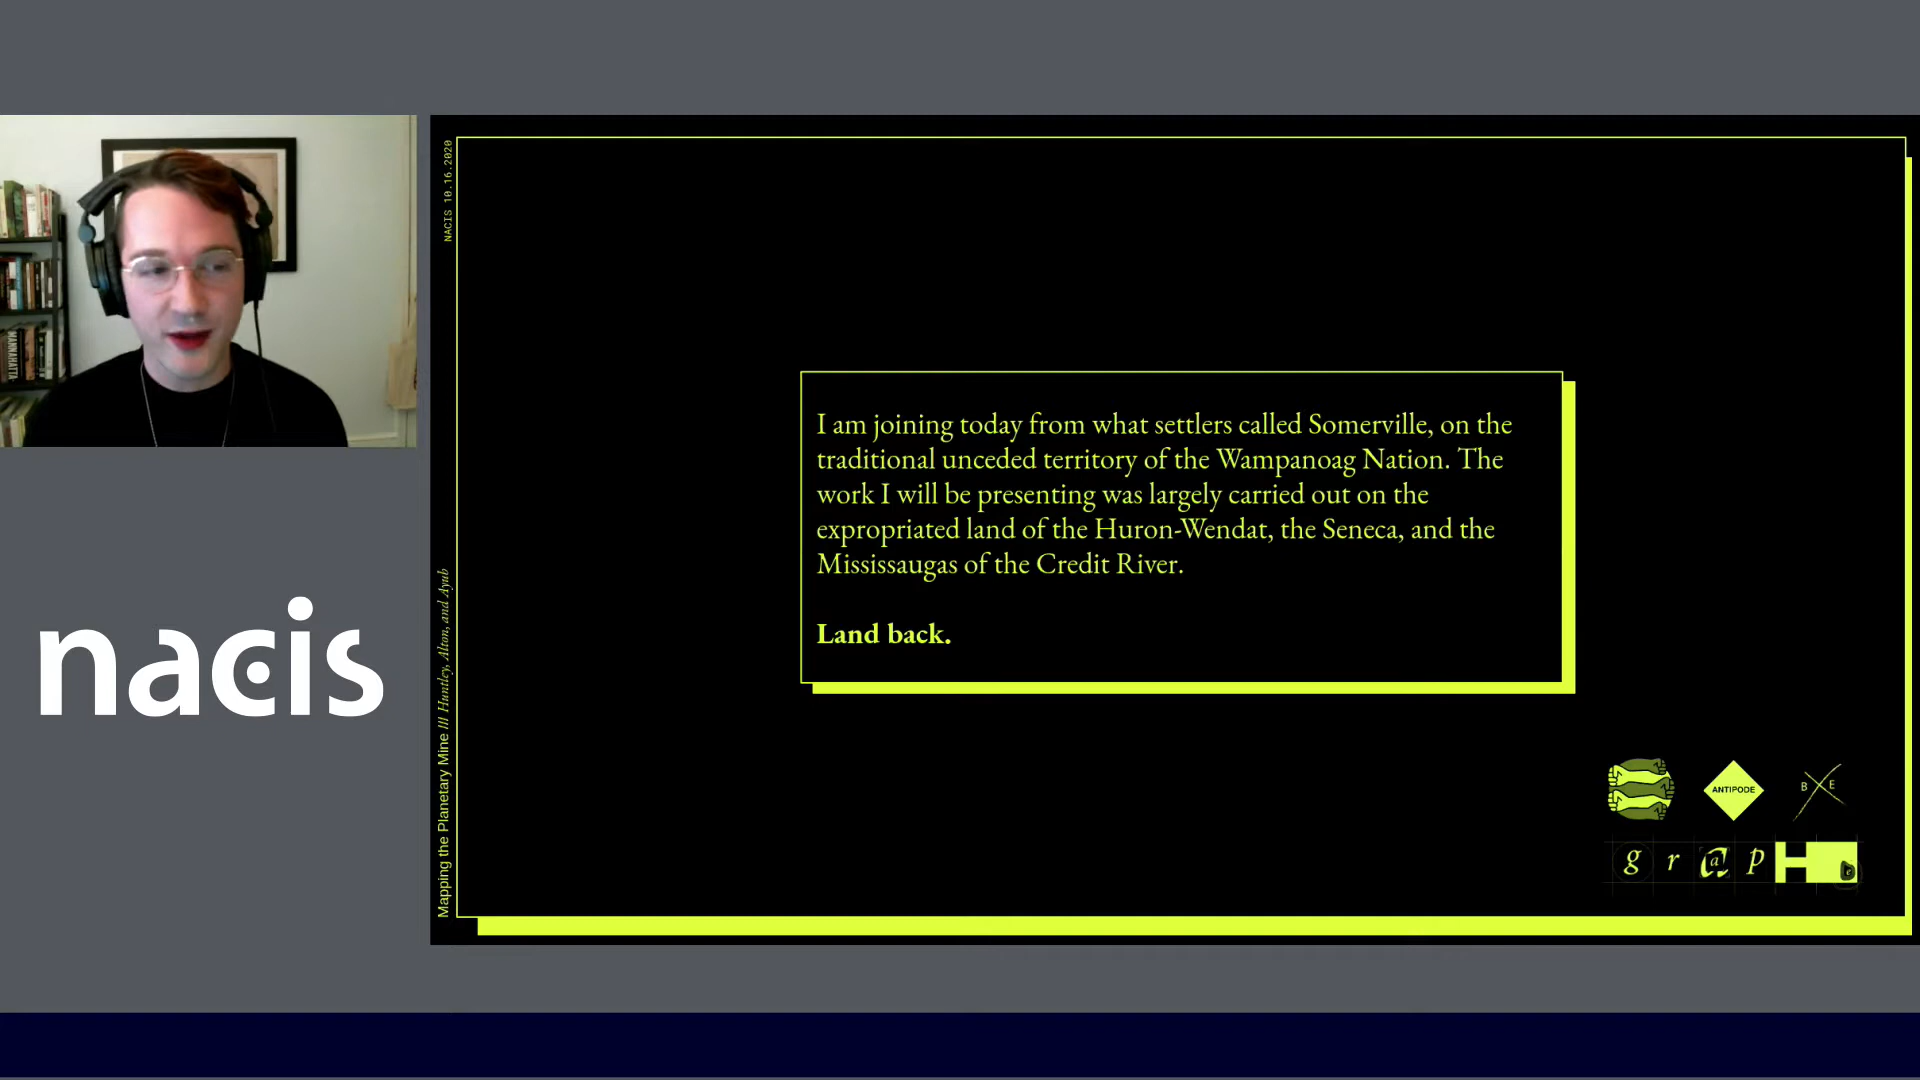 NACIS 10.16.2020
Mapping the Planetary Mine /// Huntley, Alton, and Ayub
I am joining today from what settlers called Somerville, on the
traditional unceded territory of the Wampanoag Nation. The
work I will be presenting was largely carried out on the
expropriated land of the Huron-Wendat, the Seneca, and the
Mississaugas of the Credit River.
Land back.
ANTIPODE
B E
g r a p H
nacis
MANNAHATTA